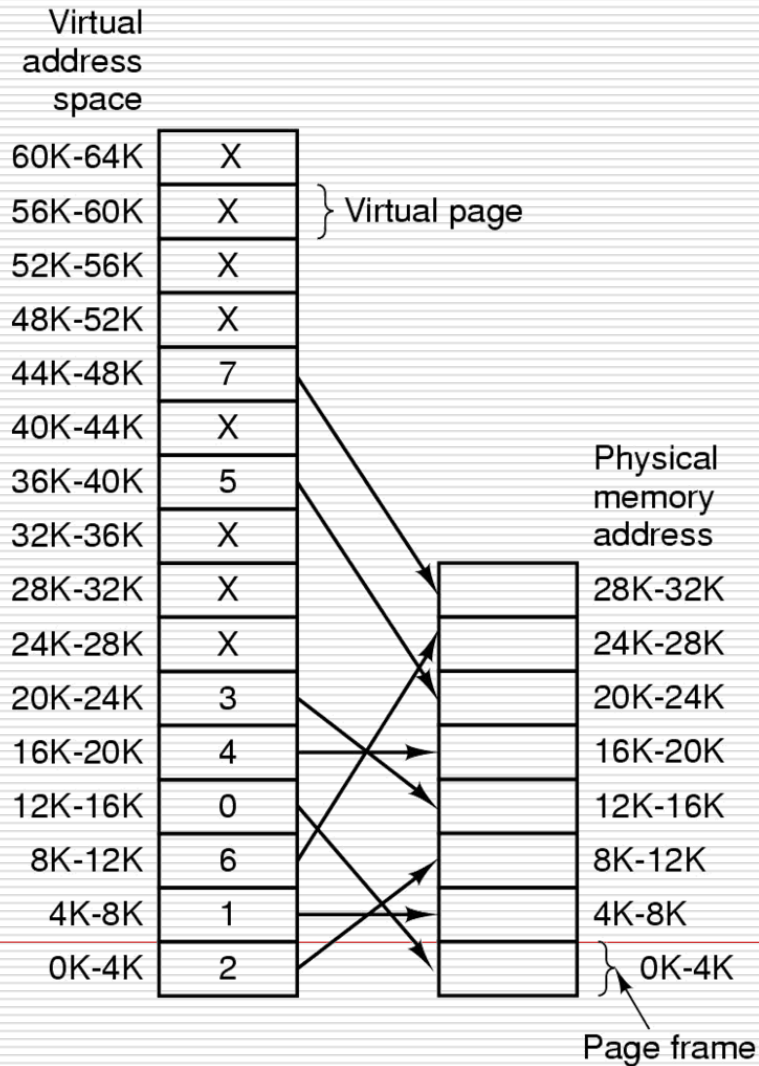 Virtual
address
space
60K-64K X
56K-60K X Virtual page
52K-56K X
48K-52K X
44K-48K 7
40K-44K X
36K-40K 5
32K-36K X
28K-32K X
24K-28K X
20K-24K 3
16K-20K 4
12K-16K 0
8K-12K 6
4K-8K 1
0K-4K 2
Physical
memory
address
28K-32K
24K-28K
20K-24K
16K-20K
12K-16K
8K-12K
4K-8K
0K-4K
Page frame